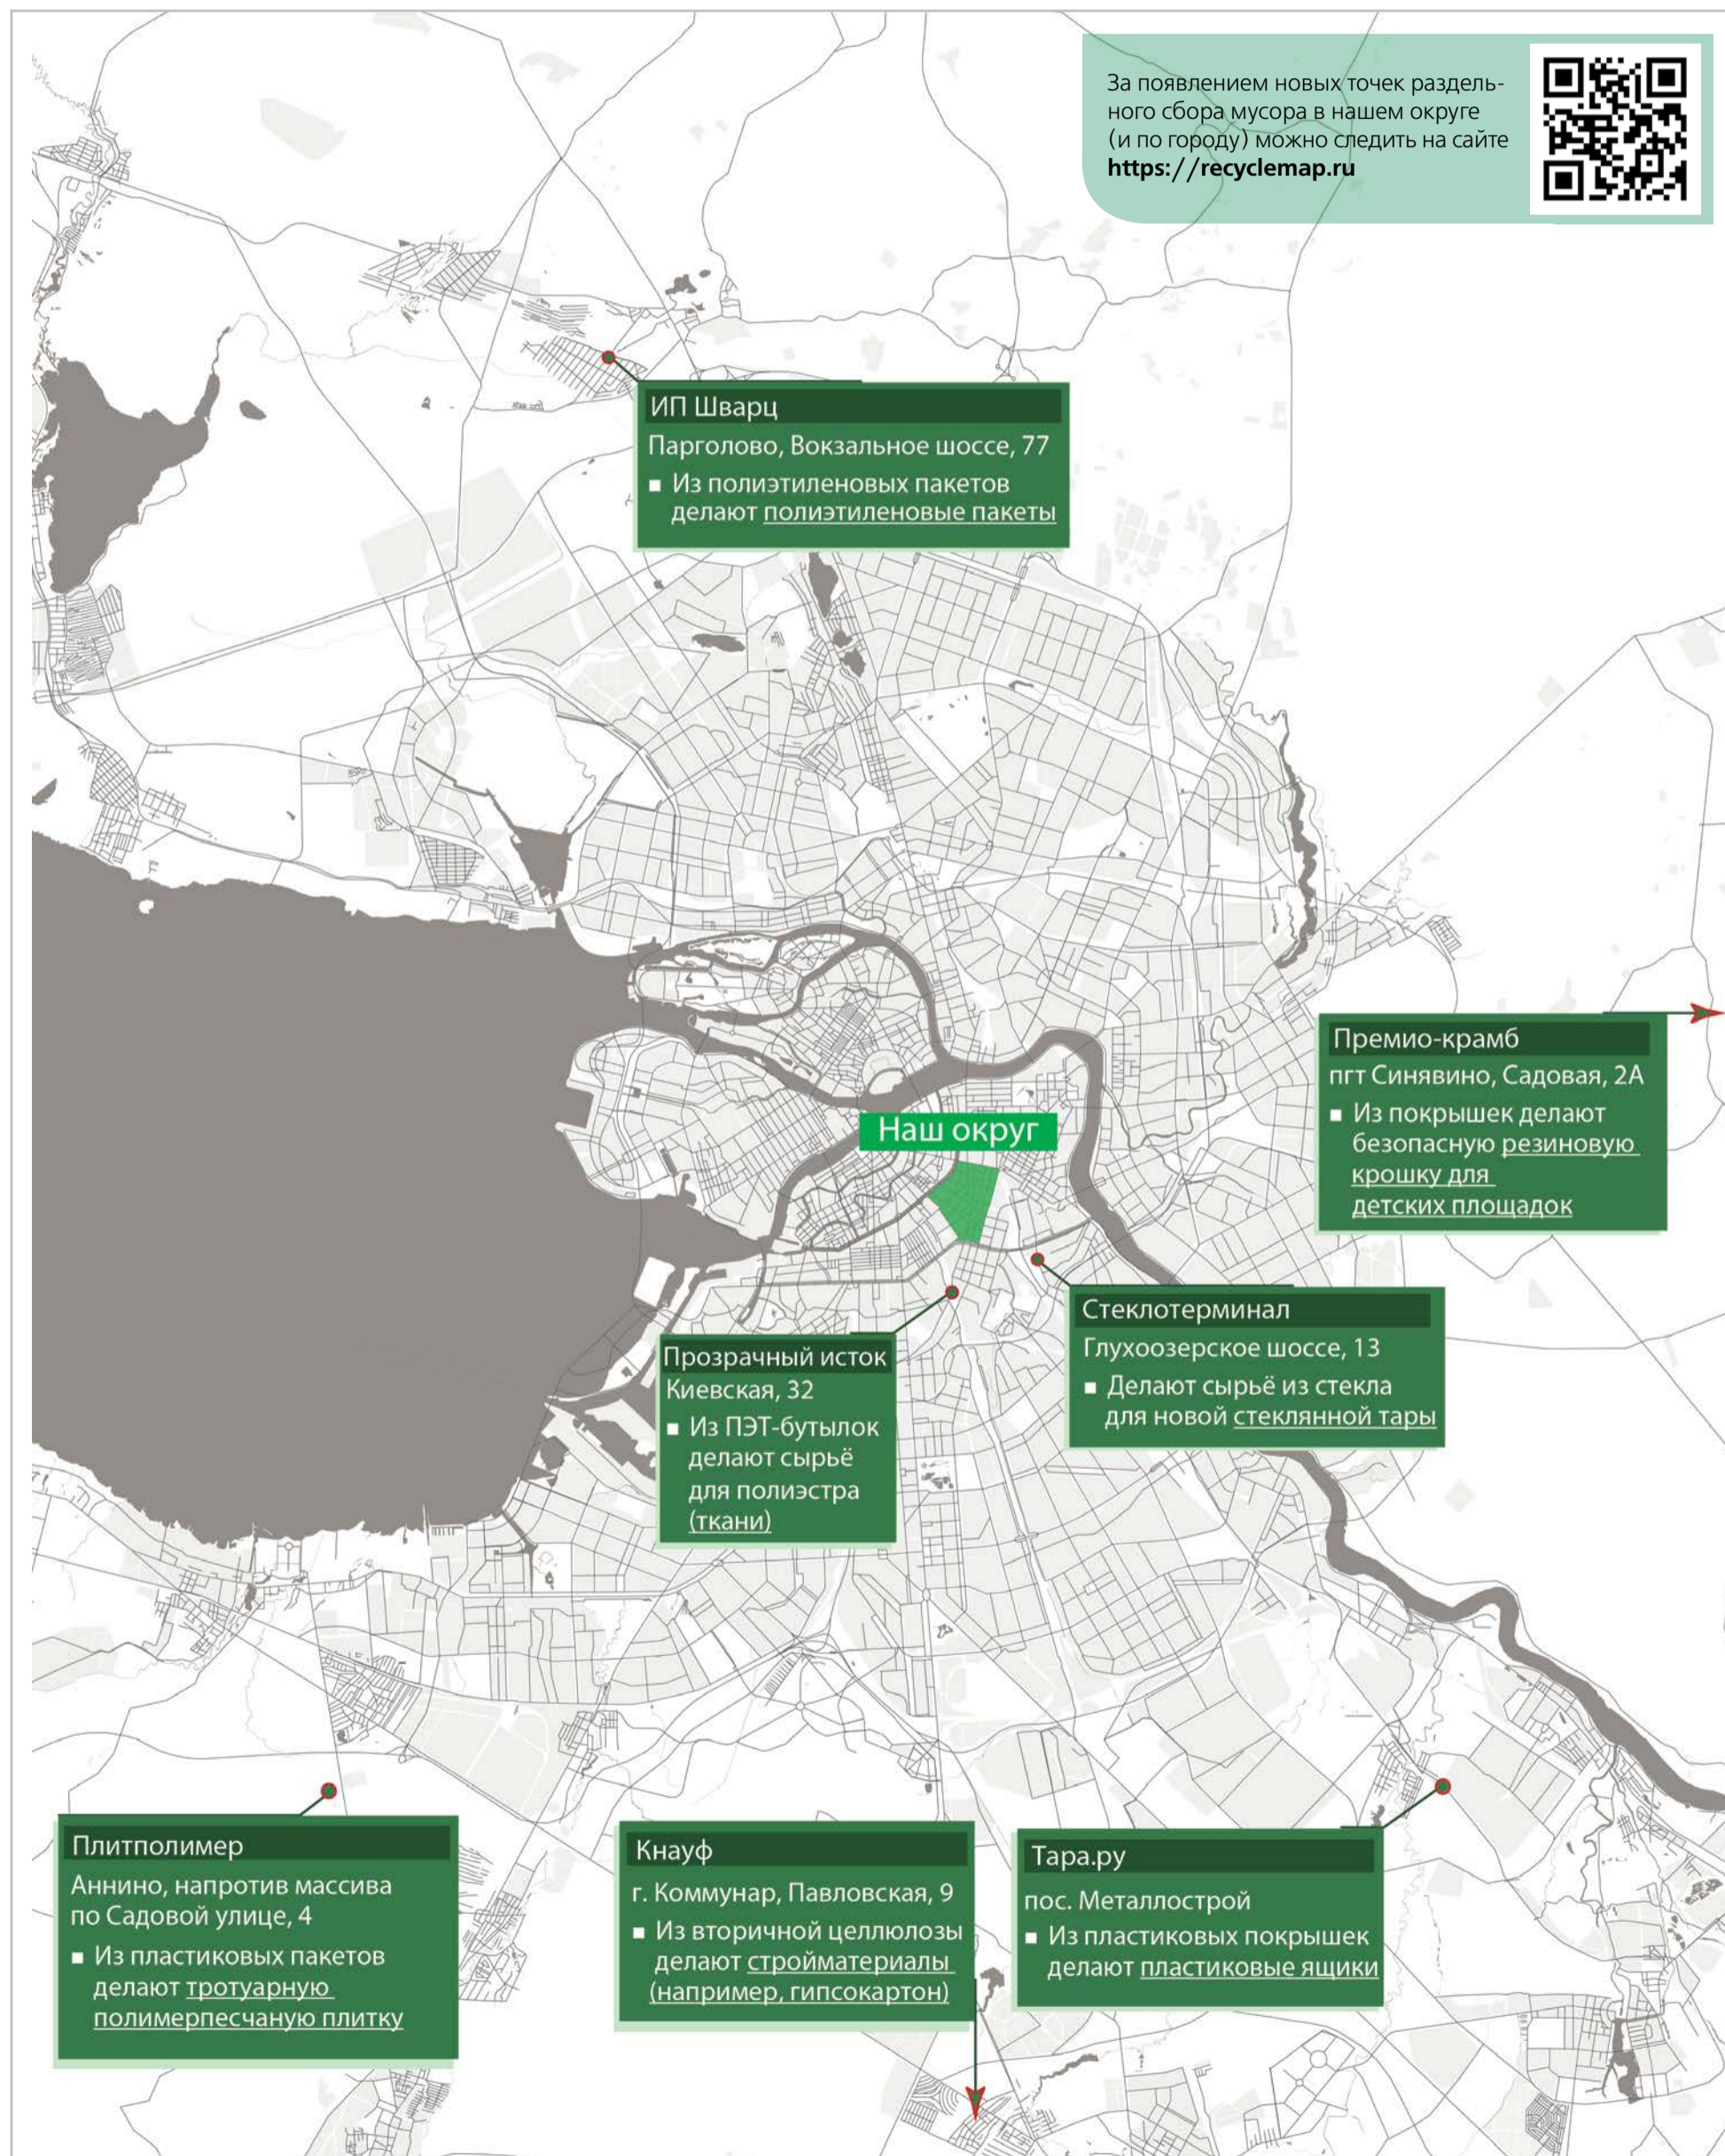 За появлением новых точек раздель-
ного сбора мусора в нашем округе
(и по городу) можно следить на сайте
https://recyclemap.ru
ИП Шварц
Парголово, Вокзальное шоссе, 77
■ Из полиэтиленовых пакетов
делают полиэтиленовые пакеты
Премио-крамб
пгт Синявино, Садовая, 2А
■ Из покрышек делают
безопасную резиновую
крошку для
детских площадок
Наш округ
Стеклотерминал
Глухоозерское шоссе, 13
■ Делают сырьё из стекла
для новой стеклянной тары
Прозрачный исток
Киевская, 32
■ Из ПЭТ-бутылок
делают сырьё
для полиэстра
(ткани)
Плитполимер
Аннино, напротив массива
по Садовой улице, 4
■ Из пластиковых пакетов
делают тротуарную
полимерпесчаную плитку
Кнауф
г. Коммунар, Павловская, 9
■ Из вторичной целлюлозы
делают стройматериалы
(например, гипсокартон)
Тара.ру
пос. Металлострой
■ Из пластиковых покрышек
делают пластиковые ящики